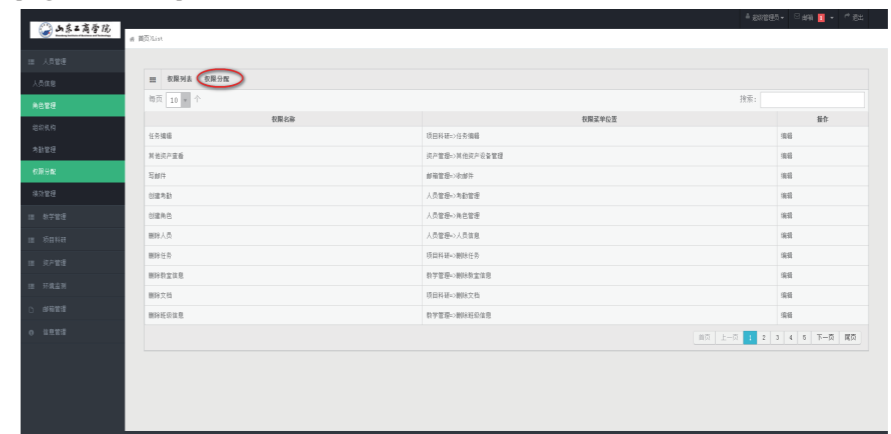 超级管理员 邮箱 退出
山东工商学院
首页/List
人员管理
人员信息
角色管理
组织机构
考勤管理
权限分配
绩效管理
教学管理
项目科研
资产管理
环境监测
邮箱管理
信息管理
权限列表 权限分配
每页 10 个 搜索:
权限名称 权限菜单位置 操作
任务编辑 项目科研=>任务编辑 编辑
其他资产查看 资产管理=>其他资产设备管理 编辑
写邮件 邮箱管理=>收邮件 编辑
创建考勤 人员管理=>考勤管理 编辑
创建角色 人员管理=>角色管理 编辑
删除人员 人员管理=>人员信息 编辑
删除任务 项目科研=>删除任务 编辑
删除教室信息 教学管理=>删除教室信息 编辑
删除文档 项目科研=>删除文档 编辑
删除班级信息 教学管理=>删除班级信息 编辑
首页 上一页 1 2 3 4 5 下一页 尾页